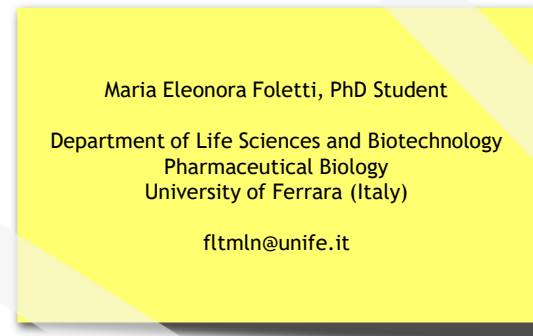 Maria Eleonora Foletti, PhD Student
Department of Life Sciences and Biotechnology
Pharmaceutical Biology
University of Ferrara (Italy)
fltmln@unife.it